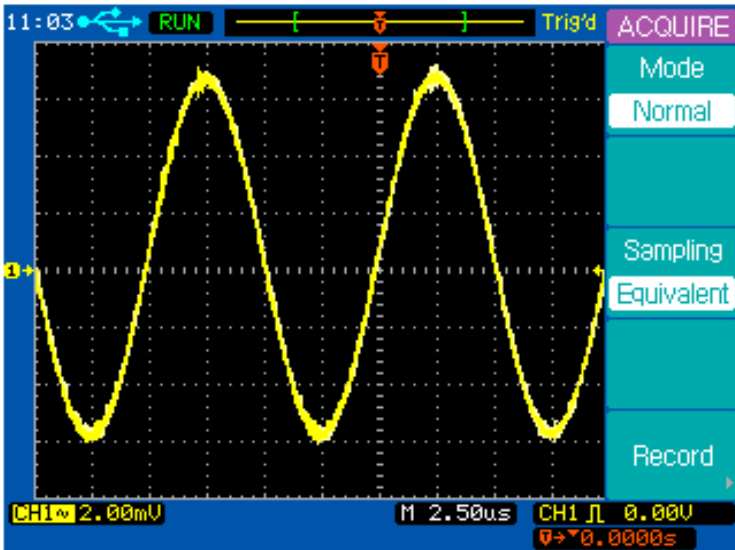 11:03 RUN T Trig'd
ACQUIRE
T
Mode
Normal
Sampling
1
Equivalent
Record
CH1~ 2.00mV M 2.50us CH1 0.00V
0.0000s